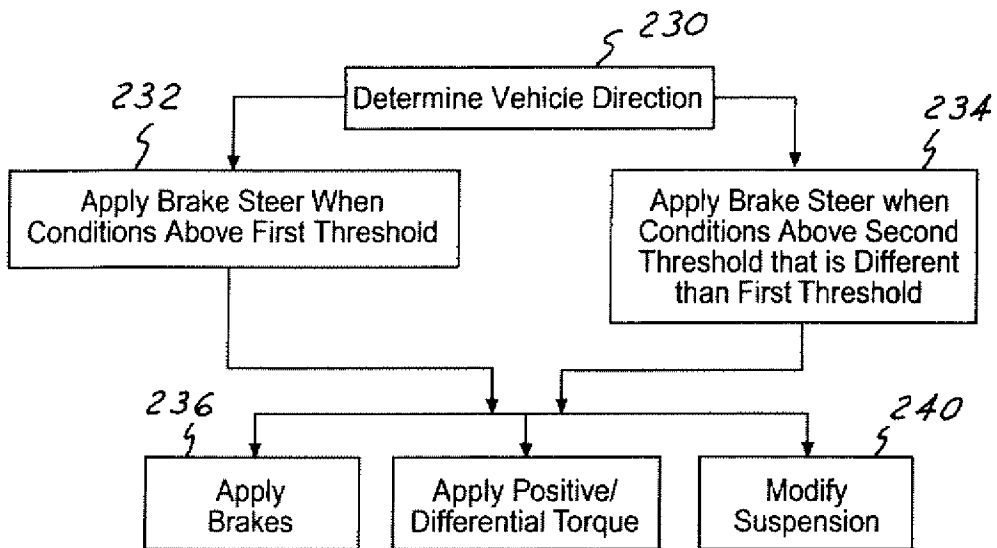 230
Determine Vehicle Direction
232
Apply Brake Steer When
Conditions Above First Threshold
234
Apply Brake Steer when
Conditions Above Second
Threshold that is Different
than First Threshold
236
Apply
Brakes
Apply Positive/
Differential Torque
240
Modify
Suspension